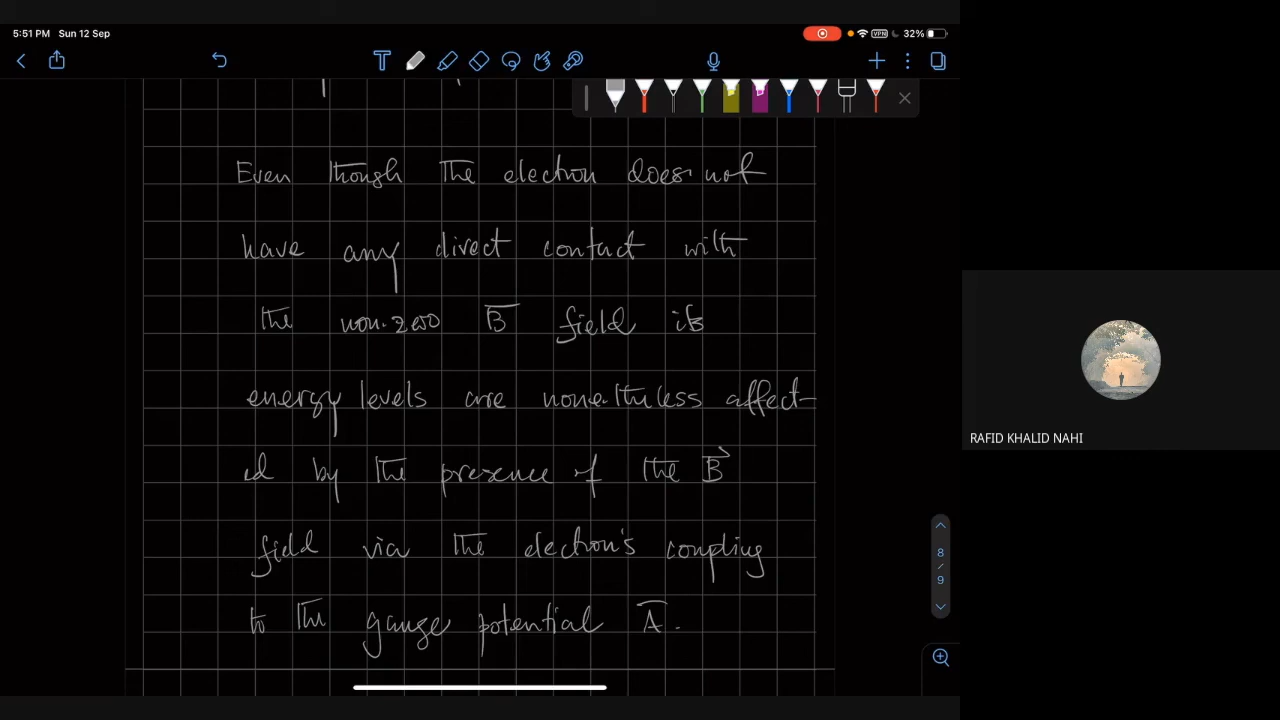 5:51 PM Sun 12 Sep
VPN 32%
T
Even though the electron does not
have any direct contact with
the non-zero B field its
energy levels are nonethless affect-
ed by the presence of the B
field via the electron's coupling
to the gauge potential A.
8
/
9
RAFID KHALID NAHI